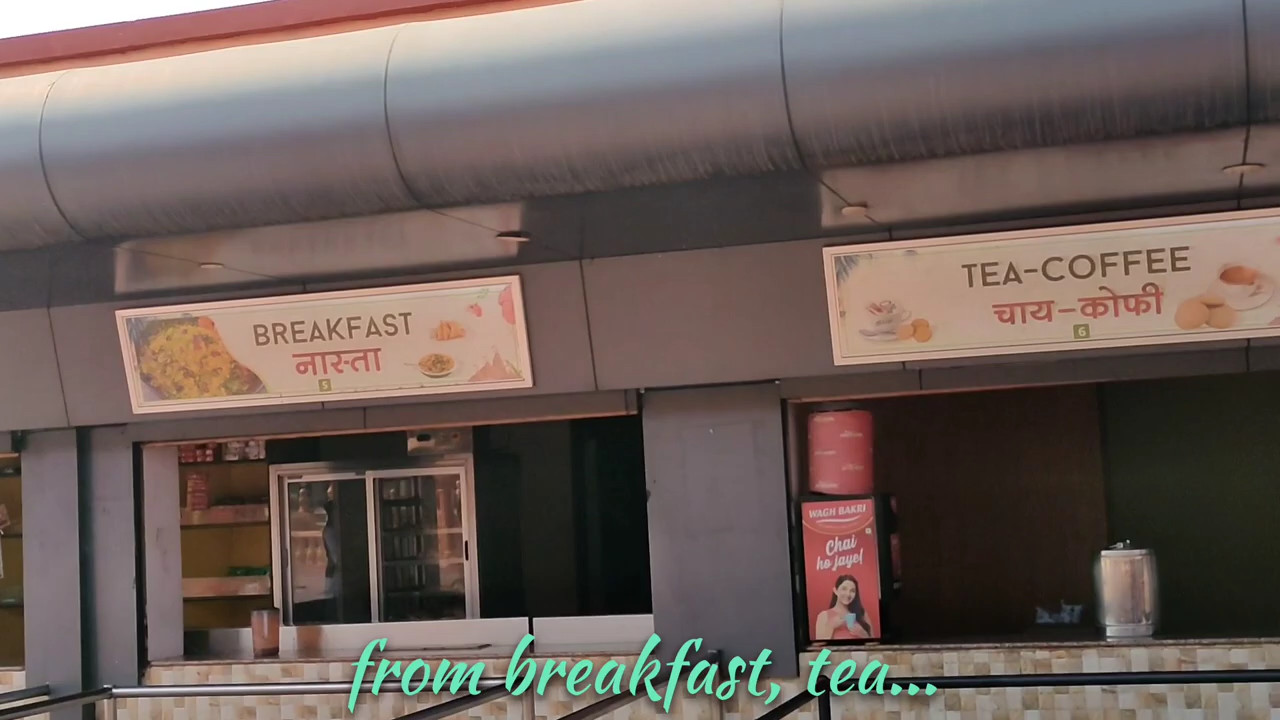 BREAKFAST
नास्ता
5
TEA-COFFEE
चाय-कोफी
6
WAGH BAKRI
Chai
ho jaye!
from breakfast, tea...